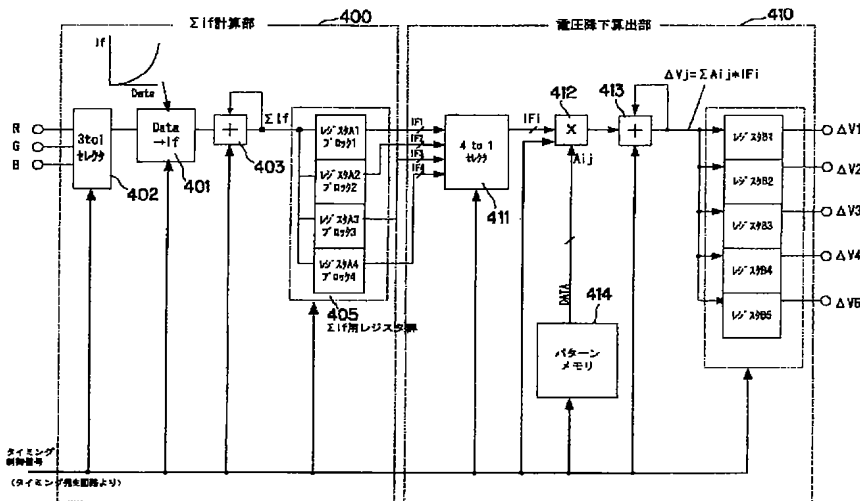 Σif計算部
400
電圧降下算出部
410
If
Data
R
G
B
3to1
セレクタ
402
Data
→If
401
+
403
Σif
レジスタA1
ブロック1
レジスタA2
ブロック2
レジスタA3
ブロック3
レジスタA4
ブロック4
405
Σif用レジスタ群
IF1
IF2
IF3
IF4
4 to 1
セレクタ
411
IFi
412
×
Aij
413
+
ΔVj=ΣAij*IFi
DATA
414
パターン
メモリ
レジスタB1
レジスタB2
レジスタB3
レジスタB4
レジスタB5
ΔV1
ΔV2
ΔV3
ΔV4
ΔV5
タイミング
制御信号
(タイミング発生回路より)